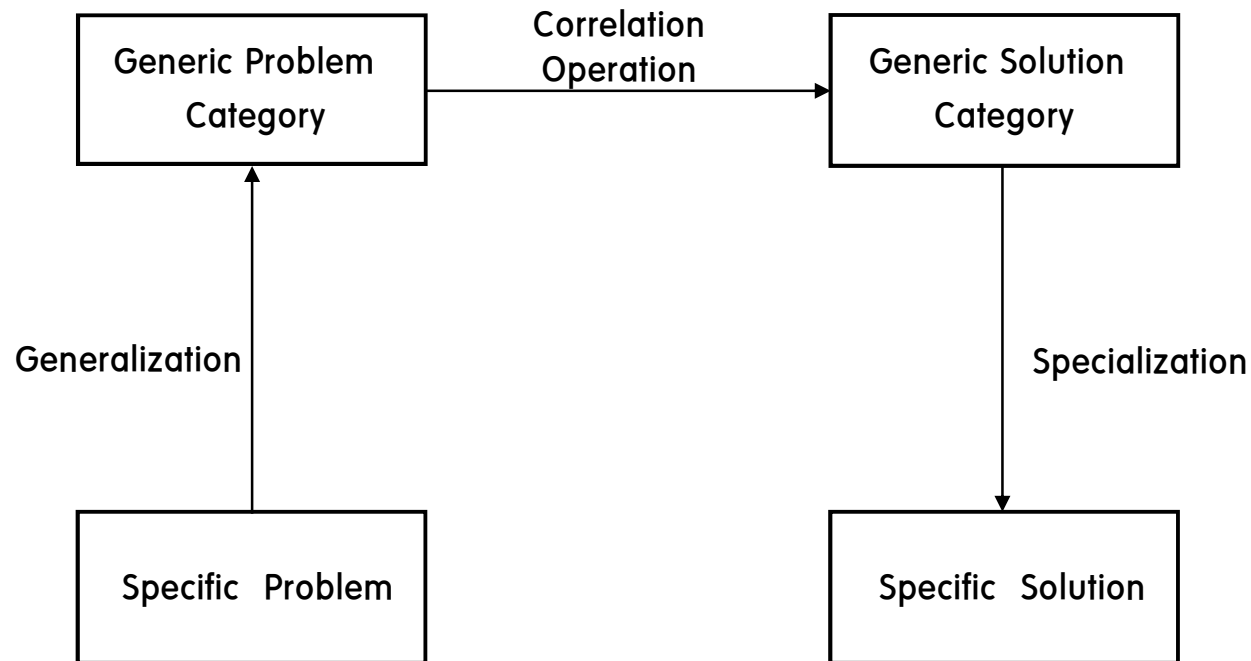 Generic Problem
Category
Correlation
Operation
Generic Solution
Category
Generalization
Specialization
Specific Problem
Specific Solution